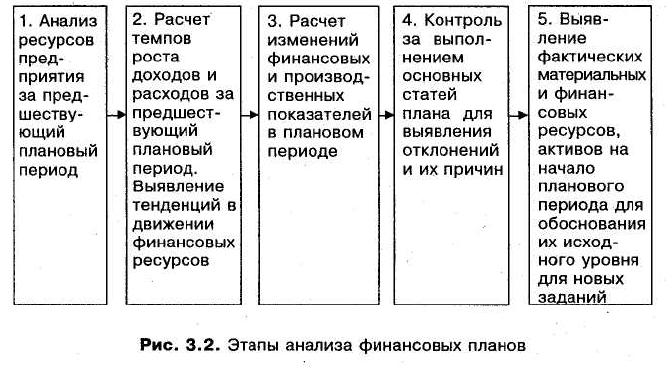 1. Анализ
ресурсов
пред-
приятия
за пред-
шеству-
ющий
плановый
период
2. Расчет
темпов
роста
доходов и
расходов за
предшест-
вующий
плановый
период.
Выявление
тенденций в
движении
финансовых
ресурсов
3. Расчет
изменений
финансовых
и производ-
ственных
показателей
в плановом
периоде
4. Контроль
за выпол-
нением
основных
статей
плана для
выявления
отклонений
и их причин
5. Выяв-
ление
фактических
материальных
и финан-
совых
ресурсов,
активов на
начало
планового
периода для
обоснования
их исход-
ного уровня
для новых
заданий
Рис. 3.2. Этапы анализа финансовых планов